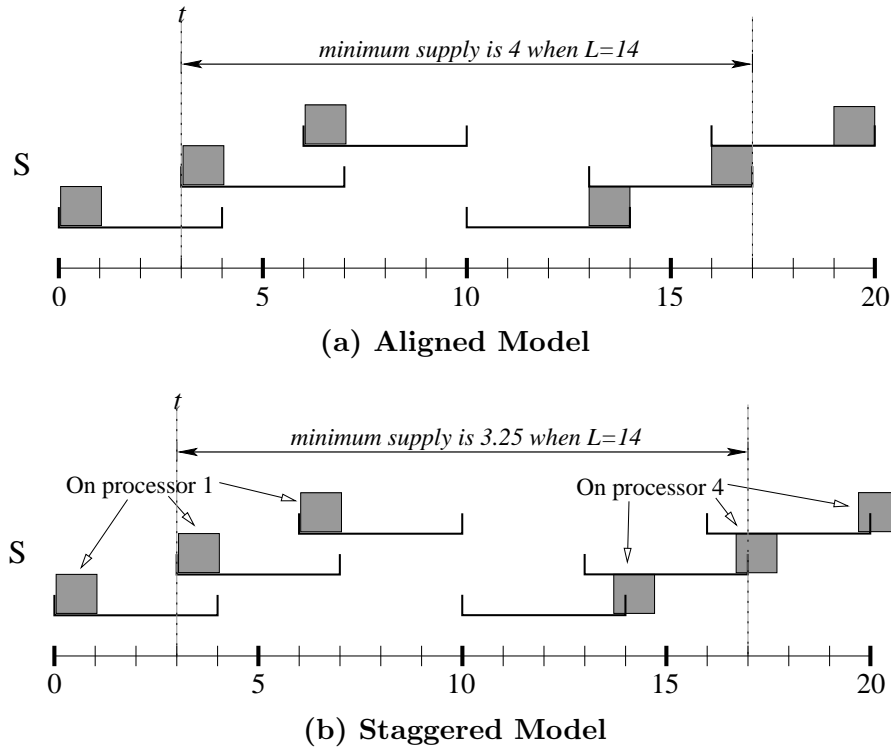 t
minimum supply is 4 when L=14
S
0 5 10 15 20
(a) Aligned Model
t
minimum supply is 3.25 when L=14
On processor 1 On processor 4
S
0 5 10 15 20
(b) Staggered Model